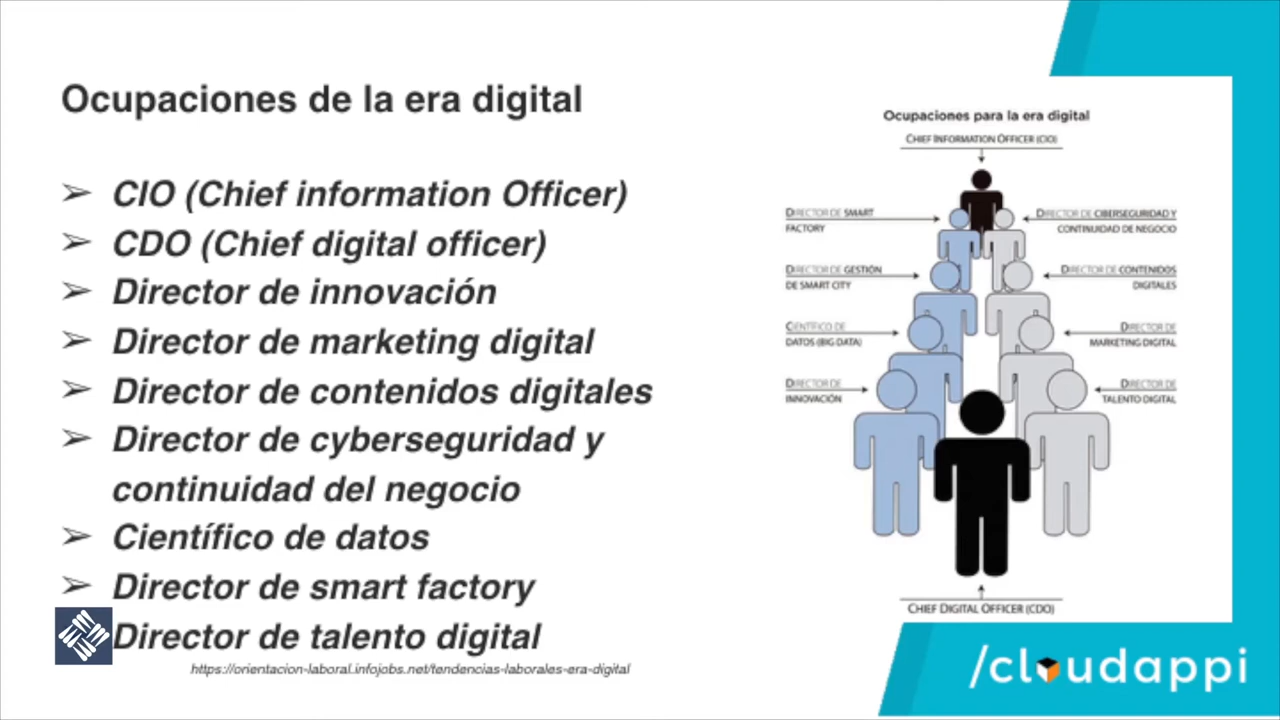 Ocupaciones de la era digital
➢ CIO (Chief information Officer)
➢ CDO (Chief digital officer)
➢ Director de innovación
➢ Director de marketing digital
➢ Director de contenidos digitales
➢ Director de cyberseguridad y
continuidad del negocio
➢ Científico de datos
➢ Director de smart factory
Director de talento digital
https://orientacion-laboral.infojobs.net/tendencias-laborales-era-digital
Ocupaciones para la era digital
CHIEF INFORMATION OFFICER (CIO)
DIRECTOR DE SMART
FACTORY
DIRECTOR DE CIBERSEGURIDAD Y
CONTINUIDAD DE NEGOCIO
DIRECTOR DE GESTIÓN
DE SMART CITY
DIRECTOR DE CONTENIDOS
DIGITALES
CIENTÍFICO DE
DATOS (BIG DATA)
DIRECTOR DE
MARKETING DIGITAL
DIRECTOR DE
INNOVACIÓN
DIRECTOR DE
TALENTO DIGITAL
CHIEF DIGITAL OFFICER (CDO)
/cloudappi